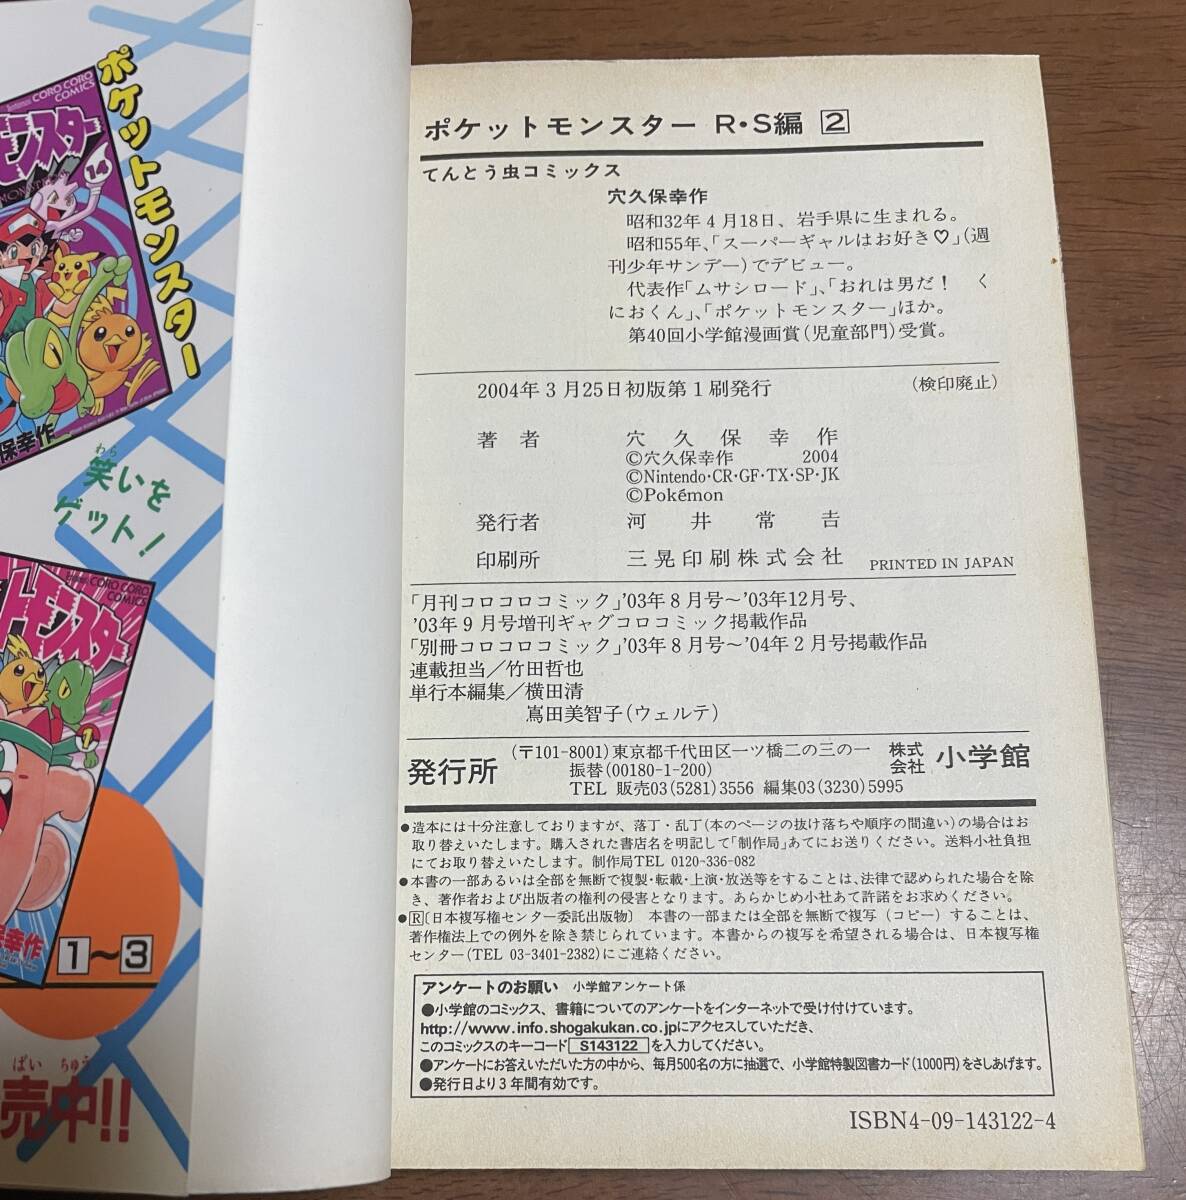 ポケットモンスター
CORO CORO
COMICS
モンスター
14
保幸作
笑いを
わら
ゲット!
CORO CORO
COMICS
モンスター
1
保幸作
1〜3
ばい ちゅう
売中!!
ポケットモンスター R・S編 2
てんとう虫コミックス
穴久保幸作
昭和32年4月18日、岩手県に生まれる。
昭和55年、「スーパーギャルはお好き♡」(週
刊少年サンデー)でデビュー。
代表作「ムサシロード」、「おれは男だ! く
におくん」、「ポケットモンスター」ほか。
第40回小学館漫画賞(児童部門)受賞。
2004年3月25日初版第1刷発行 (検印廃止)
著者 穴久保幸作
©穴久保幸作 2004
©Nintendo・CR・GF・TX・SP・JK
©Pokémon
発行者 河井常吉
印刷所 三晃印刷株式会社 PRINTED IN JAPAN
「月刊コロコロコミック」'03年8月号〜'03年12月号、
'03年9月号増刊ギャグコロコミック掲載作品
「別冊コロコロコミック」'03年8月号〜'04年2月号掲載作品
連載担当/竹田哲也
単行本編集/横田清
嶌田美智子(ウェルテ)
発行所 (〒101-8001)東京都千代田区一ツ橋二の三の一 株式会社 小学館
振替(00180-1-200)
TEL 販売03(5281)3556 編集03(3230)5995
●造本には十分注意しておりますが、落丁・乱丁(本のページの抜け落ちや順序の間違い)の場合はお
取り替えいたします。購入された書店名を明記して「制作局」あてにお送りください。送料小社負担
にてお取り替えいたします。制作局TEL 0120-336-082
●本書の一部あるいは全部を無断で複製・転載・上演・放送等をすることは、法律で認められた場合を除
き、著作者および出版者の権利の侵害となります。あらかじめ小社あて許諾をお求めください。
●R〔日本複写権センター委託出版物〕 本書の一部または全部を無断で複写(コピー)することは、
著作権法上での例外を除き禁じられています。本書からの複写を希望される場合は、日本複写権
センター(TEL 03-3401-2382)にご連絡ください。
アンケートのお願い 小学館アンケート係
●小学館のコミックス、書籍についてのアンケートをインターネットで受け付けています。
http://www.info.shogakukan.co.jpにアクセスしていただき、
このコミックスのキーコード S143122 を入力してください。
●アンケートにお答えいただいた方の中から、毎月500名の方に抽選で、小学館特製図書カード(1000円)をさしあげます。
●発行日より3年間有効です。
ISBN4-09-143122-4